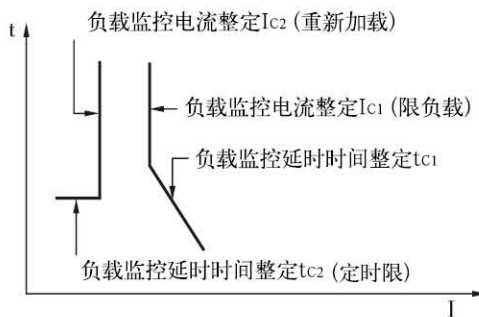 t
负载监控电流整定IC2 (重新加载)
负载监控电流整定IC1 (限负载)
负载监控延时时间整定tC1
负载监控延时时间整定tC2 (定时限)
I